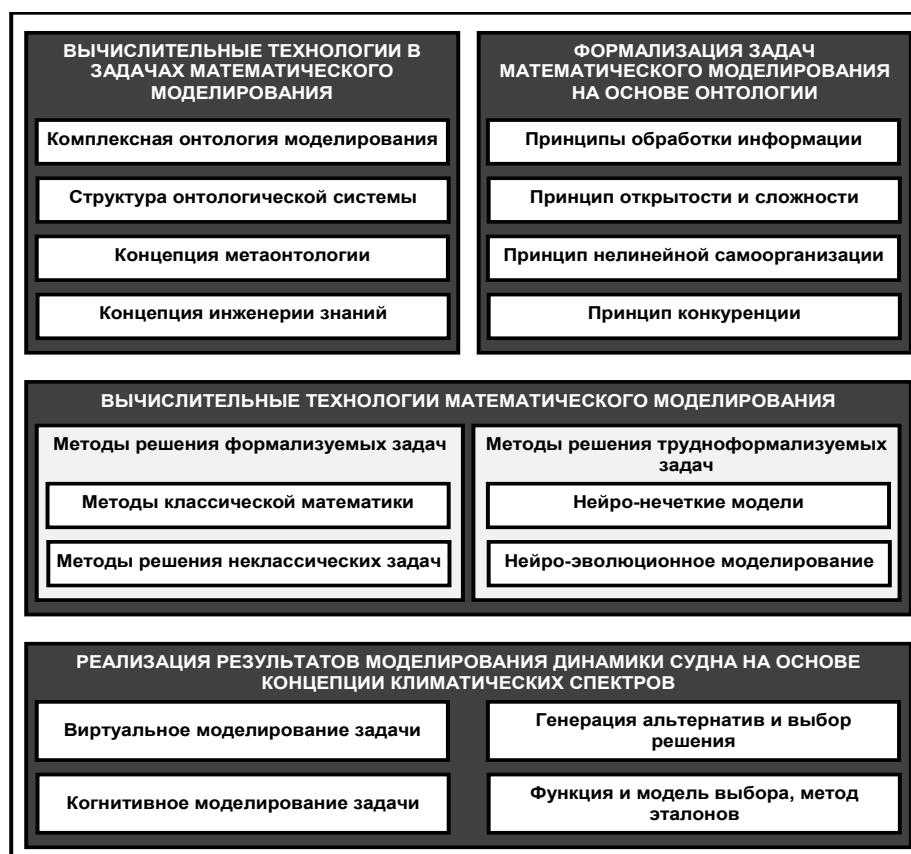 ВЫЧИСЛИТЕЛЬНЫЕ ТЕХНОЛОГИИ В
ЗАДАЧАХ МАТЕМАТИЧЕСКОГО
МОДЕЛИРОВАНИЯ
Комплексная онтология моделирования
Структура онтологической системы
Концепция метаонтологии
Концепция инженерии знаний
ФОРМАЛИЗАЦИЯ ЗАДАЧ
МАТЕМАТИЧЕСКОГО МОДЕЛИРОВАНИЯ
НА ОСНОВЕ ОНТОЛОГИИ
Принципы обработки информации
Принцип открытости и сложности
Принцип нелинейной самоорганизации
Принцип конкуренции
ВЫЧИСЛИТЕЛЬНЫЕ ТЕХНОЛОГИИ МАТЕМАТИЧЕСКОГО МОДЕЛИРОВАНИЯ
Методы решения формализуемых задач
Методы классической математики
Методы решения неклассических задач
Методы решения трудноформализуемых
задач
Нейро-нечеткие модели
Нейро-эволюционное моделирование
РЕАЛИЗАЦИЯ РЕЗУЛЬТАТОВ МОДЕЛИРОВАНИЯ ДИНАМИКИ СУДНА НА ОСНОВЕ
КОНЦЕПЦИИ КЛИМАТИЧЕСКИХ СПЕКТРОВ
Виртуальное моделирование задачи
Когнитивное моделирование задачи
Генерация альтернатив и выбор
решения
Функция и модель выбора, метод
эталонов